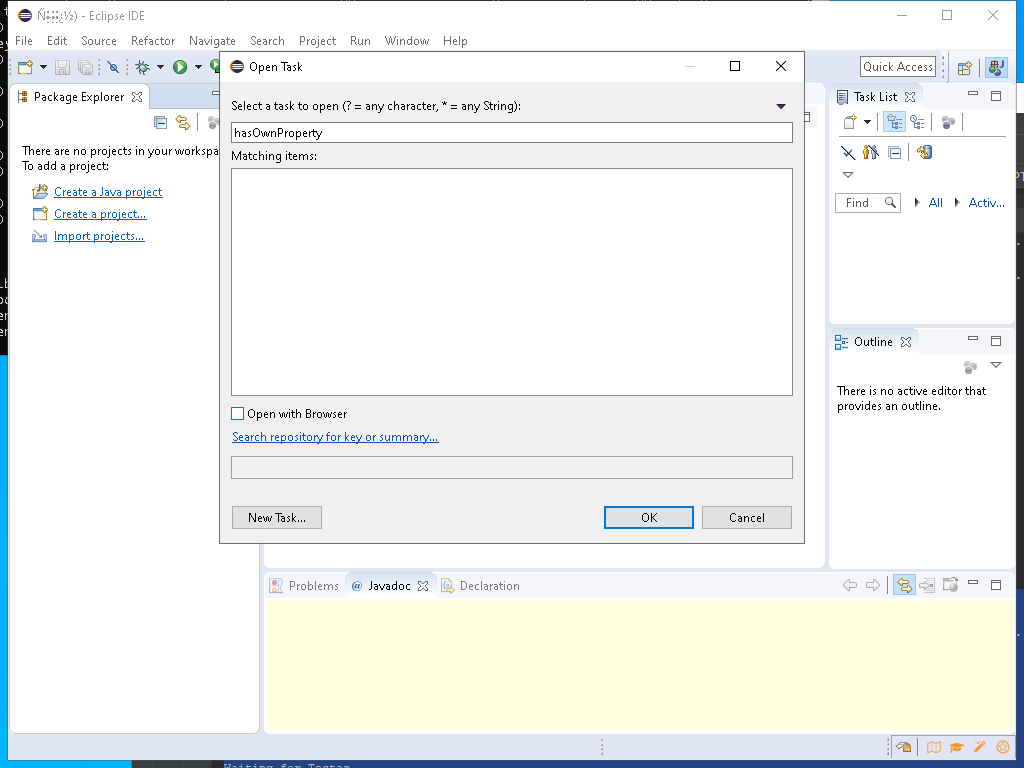 - Eclipse IDE
File Edit Source Refactor Navigate Search Project Run Window Help
Quick Access
Package Explorer
There are no projects in your workspa
To add a project:
Create a Java project
Create a project...
Import projects...
Open Task
Select a task to open (? = any character, * = any String):
hasOwnProperty
Matching items:
Open with Browser
Search repository for key or summary...
New Task...
OK
Cancel
Task List
Find
All
Activ...
Outline
There is no active editor that
provides an outline.
Problems
@ Javadoc
Declaration
Waiting for Testar